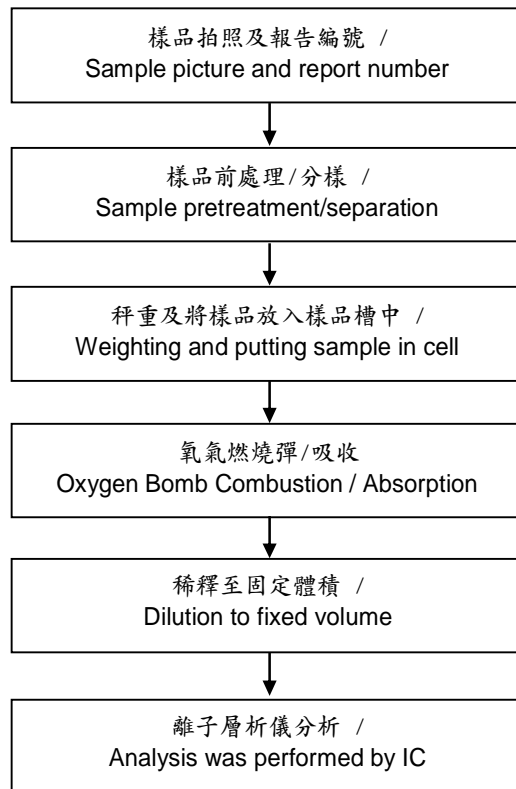 樣品拍照及報告編號 /
Sample picture and report number
樣品前處理/分樣 /
Sample pretreatment/separation
秤重及將樣品放入樣品槽中 /
Weighting and putting sample in cell
氧氣燃燒彈/吸收
Oxygen Bomb Combustion / Absorption
稀釋至固定體積 /
Dilution to fixed volume
離子層析儀分析 /
Analysis was performed by IC